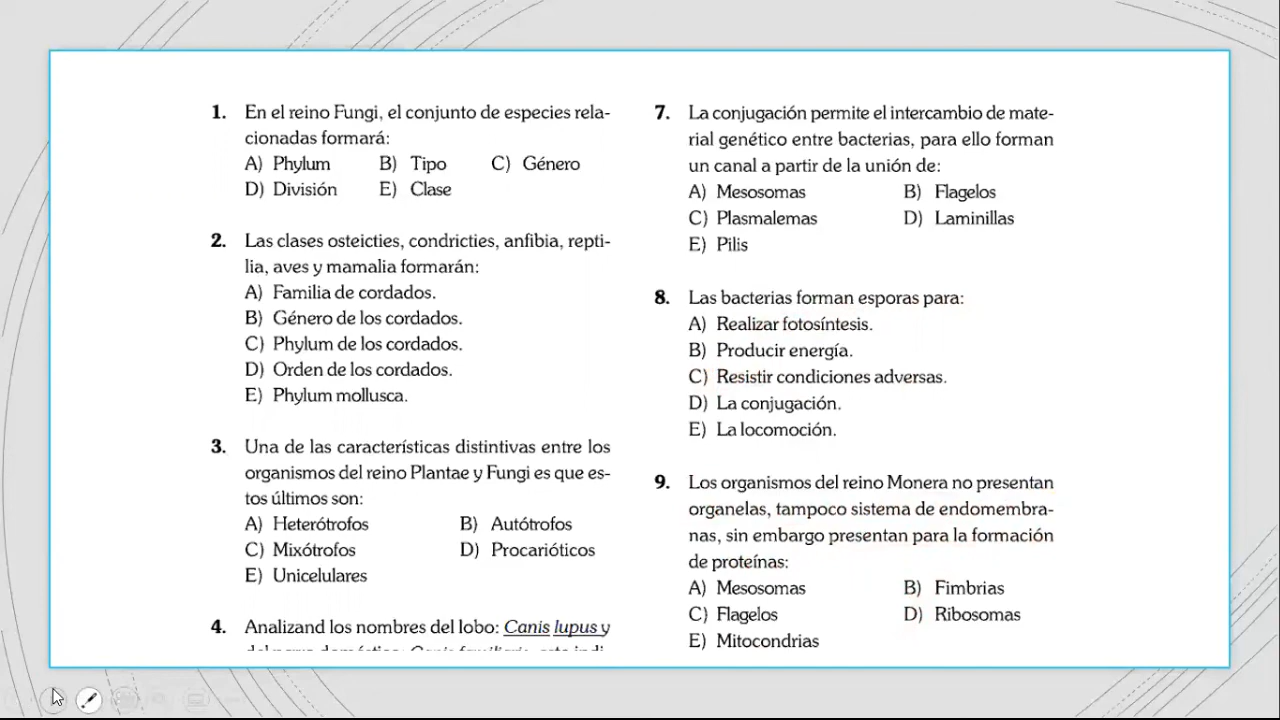 1. En el reino Fungi, el conjunto de especies rela-
cionadas formará:
A) Phylum B) Tipo C) Género
D) División E) Clase
2. Las clases osteicties, condricties, anfibia, repti-
lia, aves y mamalia formarán:
A) Familia de cordados.
B) Género de los cordados.
C) Phylum de los cordados.
D) Orden de los cordados.
E) Phylum mollusca.
3. Una de las características distintivas entre los
organismos del reino Plantae y Fungi es que es-
tos últimos son:
A) Heterótrofos B) Autótrofos
C) Mixótrofos D) Procarióticos
E) Unicelulares
4. Analizand los nombres del lobo: Canis lupus y
7. La conjugación permite el intercambio de mate-
rial genético entre bacterias, para ello forman
un canal a partir de la unión de:
A) Mesosomas B) Flagelos
C) Plasmalemas D) Laminillas
E) Pilis
8. Las bacterias forman esporas para:
A) Realizar fotosíntesis.
B) Producir energía.
C) Resistir condiciones adversas.
D) La conjugación.
E) La locomoción.
9. Los organismos del reino Monera no presentan
organelas, tampoco sistema de endomembra-
nas, sin embargo presentan para la formación
de proteínas:
A) Mesosomas B) Fimbrias
C) Flagelos D) Ribosomas
E) Mitocondrias